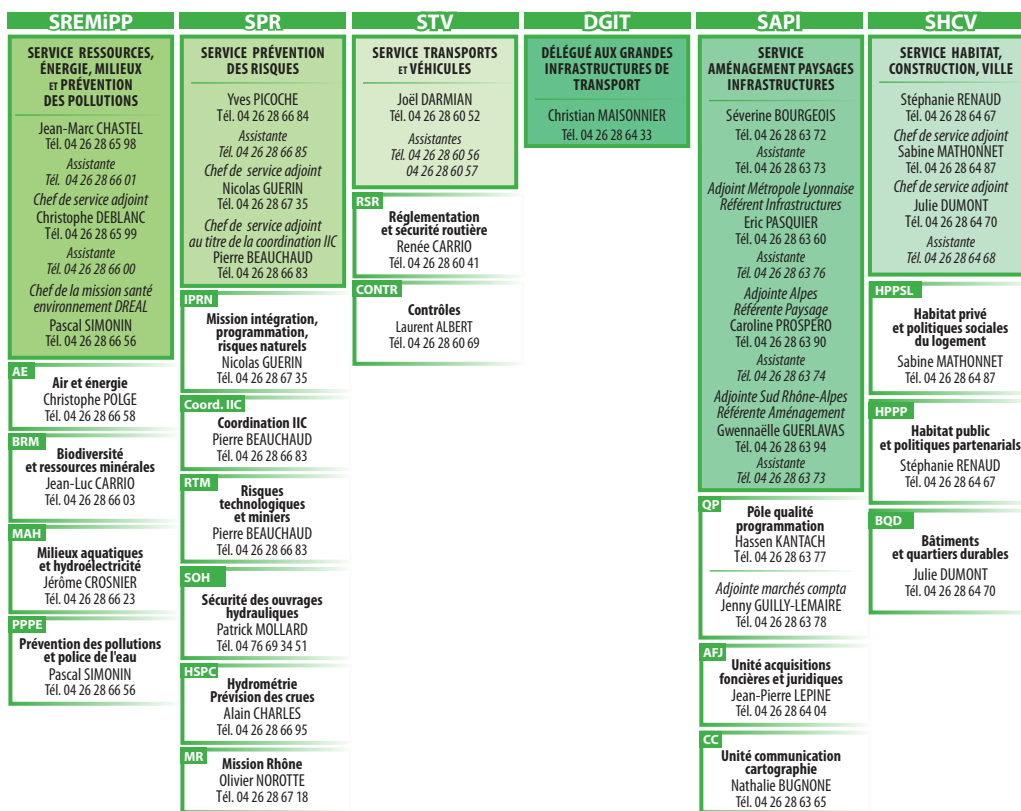 SREMiPP
SERVICE RESSOURCES,
ÉNERGIE, MILIEUX
ET PRÉVENTION
DES POLLUTIONS
Jean-Marc CHASTEL
Tél. 04 26 28 65 98
Assistante
Tél. 04 26 28 66 01
Chef de service adjoint
Christophe DEBLANC
Tél. 04 26 28 65 99
Assistante
Tél. 04 26 28 66 00
Chef de la mission santé
environnement DREAL
Pascal SIMONIN
Tél. 04 26 28 66 56
AE
Air et énergie
Christophe POLGE
Tél. 04 26 28 66 58
BRM
Biodiversité
et ressources minérales
Jean-Luc CARRIO
Tél. 04 26 28 66 03
MAH
Milieux aquatiques
et hydroélectricité
Jérôme CROSNIER
Tél. 04 26 28 66 23
PPPE
Prévention des pollutions
et police de l'eau
Pascal SIMONIN
Tél. 04 26 28 66 56
SPR
SERVICE PRÉVENTION
DES RISQUES
Yves PICOCHE
Tél. 04 26 28 66 84
Assistante
Tél. 04 26 28 66 85
Chef de service adjoint
Nicolas GUERIN
Tél. 04 26 28 67 35
Chef de service adjoint
au titre de la coordination IIC
Pierre BEAUCHAUD
Tél. 04 26 28 66 83
IPRN
Mission intégration,
programmation,
risques naturels
Nicolas GUERIN
Tél. 04 26 28 67 35
Coord. IIC
Coordination IIC
Pierre BEAUCHAUD
Tél. 04 26 28 66 83
RTM
Risques
technologiques
et miniers
Pierre BEAUCHAUD
Tél. 04 26 28 66 83
SOH
Sécurité des ouvrages
hydrauliques
Patrick MOLLARD
Tél. 04 76 69 34 51
HSPC
Hydrométrie
Prévision des crues
Alain CHARLES
Tél. 04 26 28 66 95
MR
Mission Rhône
Olivier NOROTTE
Tél. 04 26 28 67 18
STV
SERVICE TRANSPORTS
ET VÉHICULES
Joël DARMIAN
Tél. 04 26 28 60 52
Assistantes
Tél. 04 26 28 60 56
04 26 28 60 57
RSR
Réglementation
et sécurité routière
Renée CARRIO
Tél. 04 26 28 60 41
CONTR
Contrôles
Laurent ALBERT
Tél. 04 26 28 60 69
DGIT
DÉLÉGUÉ AUX GRANDES
INFRASTRUCTURES DE
TRANSPORT
Christian MAISONNIER
Tél. 04 26 28 64 33
SAPI
SERVICE
AMÉNAGEMENT PAYSAGES
INFRASTRUCTURES
Séverine BOURGEOIS
Tél. 04 26 28 63 72
Assistante
Tél. 04 26 28 63 73
Adjoint Métropole Lyonnaise
Référent Infrastructures
Eric PASQUIER
Tél. 04 26 28 63 60
Assistante
Tél. 04 26 28 63 76
Adjointe Alpes
Référente Paysage
Caroline PROSPERO
Tél. 04 26 28 63 90
Assistante
Tél. 04 26 28 63 74
Adjointe Sud Rhône-Alpes
Référente Aménagement
Gwennaëlle GUERLAVAS
Tél. 04 26 28 63 94
Assistante
Tél. 04 26 28 63 73
QP
Pôle qualité
programmation
Hassen KANTACH
Tél. 04 26 28 63 77
Adjointe marchés compta
Jenny GUILLY-LEMAIRE
Tél. 04 26 28 63 78
AFJ
Unité acquisitions
foncières et juridiques
Jean-Pierre LEPINE
Tél. 04 26 28 64 04
CC
Unité communication
cartographie
Nathalie BUGNONE
Tél. 04 26 28 63 65
SHCV
SERVICE HABITAT,
CONSTRUCTION, VILLE
Stéphanie RENAUD
Tél. 04 26 28 64 67
Chef de service adjoint
Sabine MATHONNET
Tél. 04 26 28 64 87
Chef de service adjoint
Julie DUMONT
Tél. 04 26 28 64 70
Assistante
Tél. 04 26 28 64 68
HPPSL
Habitat privé
et politiques sociales
du logement
Sabine MATHONNET
Tél. 04 26 28 64 87
HPPP
Habitat public
et politiques partenarials
Stéphanie RENAUD
Tél. 04 26 28 64 67
BQD
Bâtiments
et quartiers durables
Julie DUMONT
Tél. 04 26 28 64 70